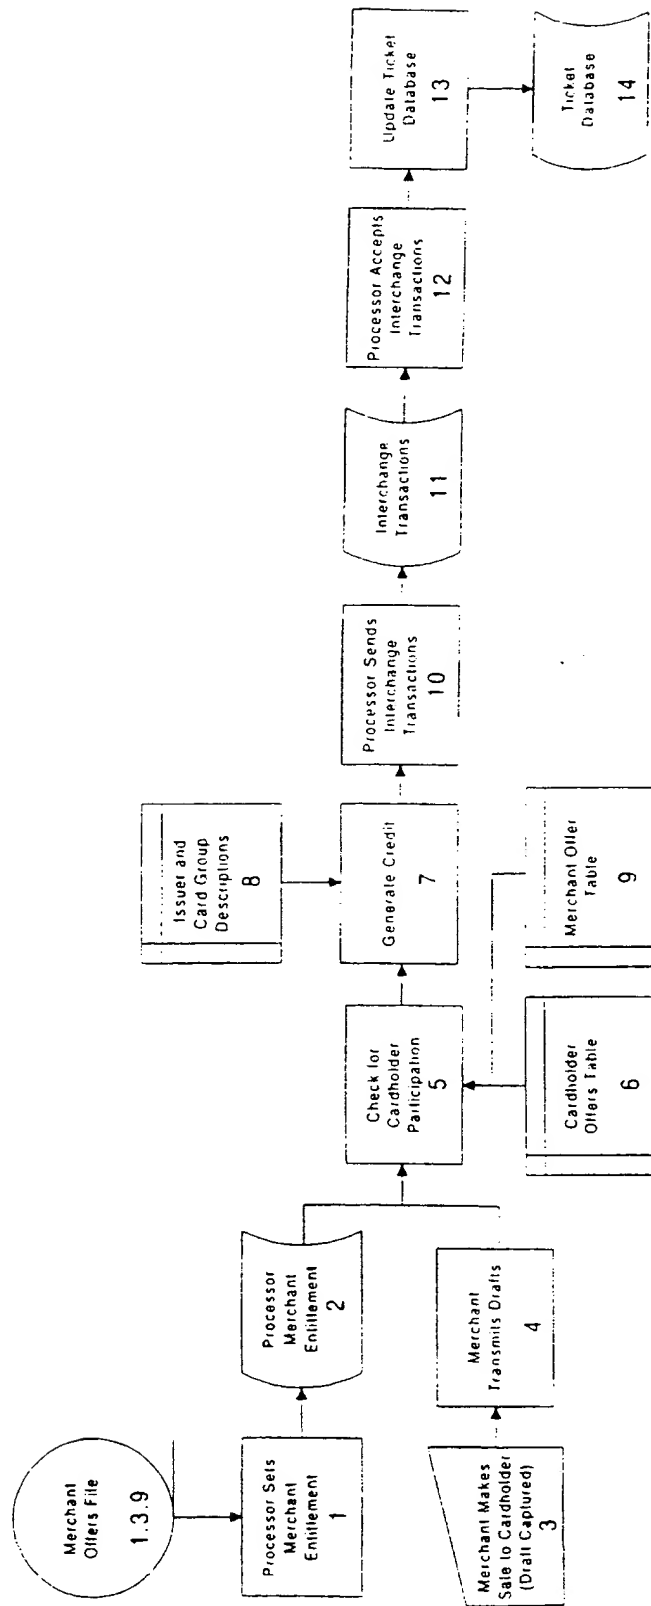 Merchant
Offers File
1.3.9
Processor Sets
Merchant
Entitlement
1
Processor
Merchant
Entitlement
2
Merchant Makes
Sale to Cardholder
(Draft Captured)
3
Merchant
Transmits Drafts
4
Check for
Cardholder
Participation
5
Cardholder
Offers Table
6
Issuer and
Card Group
Descriptions
8
Generate Credit
7
Merchant Offer
Table
9
Processor Sends
Interchange
Transactions
10
Interchange
Transactions
11
Processor Accepts
Interchange
Transactions
12
Update Ticket
Database
13
Ticket
Database
14